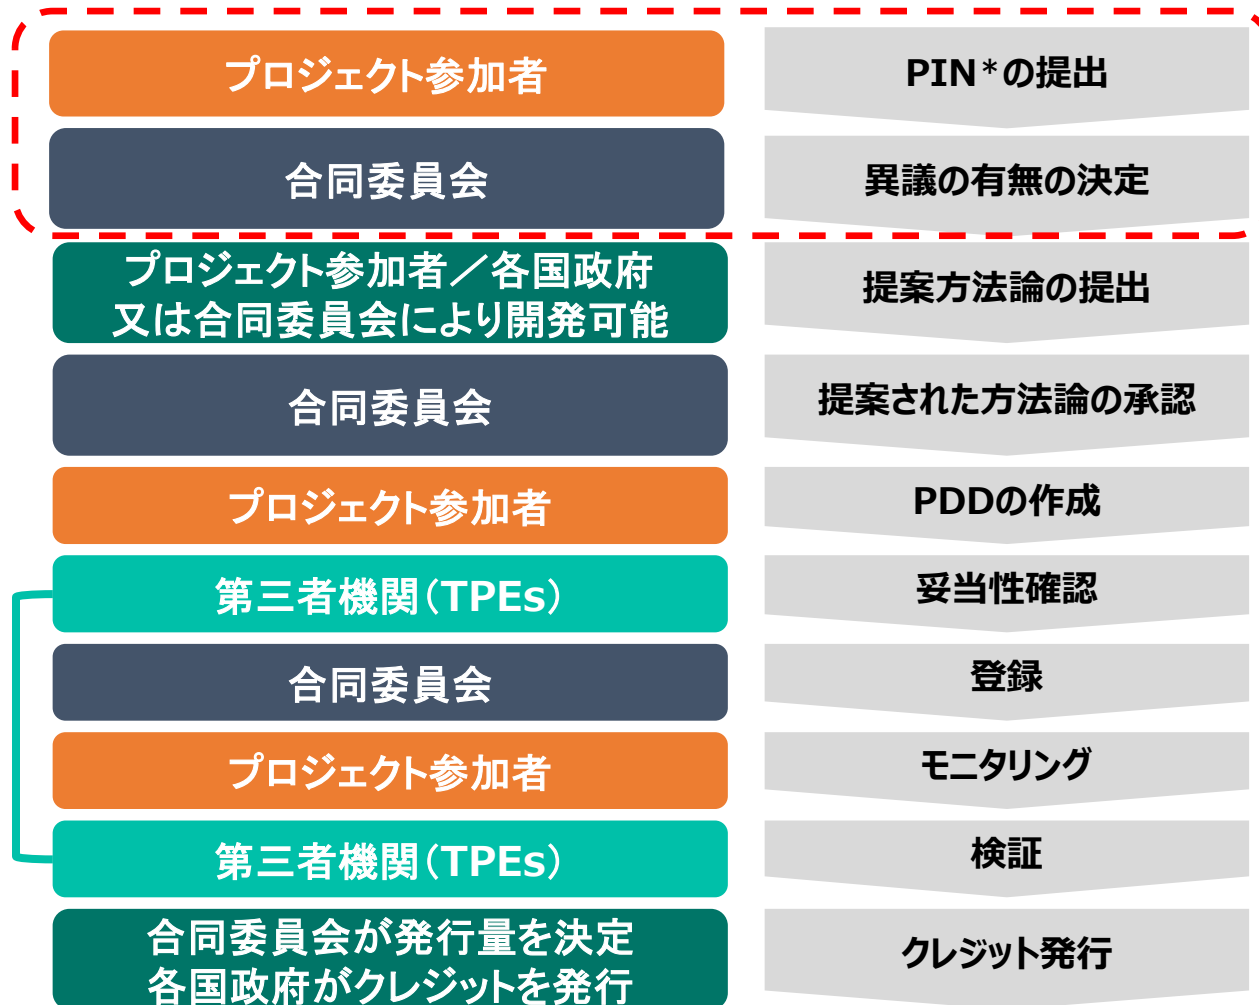 プロジェクト参加者
PIN*の提出
合同委員会
異議の有無の決定
プロジェクト参加者／各国政府
又は合同委員会により開発可能
提案方法論の提出
合同委員会
提案された方法論の承認
プロジェクト参加者
PDDの作成
第三者機関（TPEs）
妥当性確認
合同委員会
登録
プロジェクト参加者
モニタリング
第三者機関（TPEs）
検証
合同委員会が発行量を決定
各国政府がクレジットを発行
クレジット発行